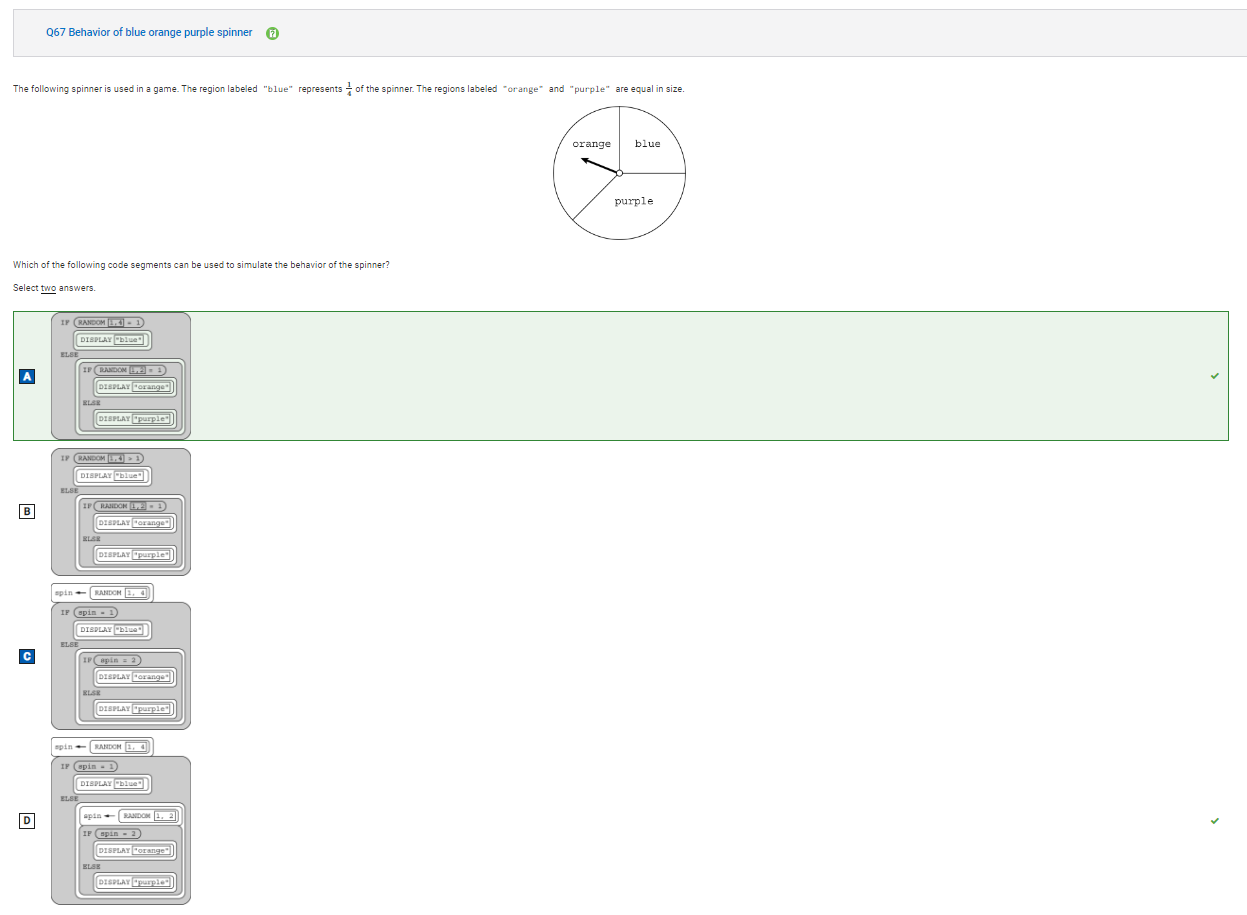 Q67 Behavior of blue orange purple spinner ?
The following spinner is used in a game. The region labeled "blue" represents 1/4 of the spinner. The regions labeled "orange" and "purple" are equal in size.
orange blue
purple
Which of the following code segments can be used to simulate the behavior of the spinner?
Select two answers.
A
IF RANDOM 1,4 = 1
DISPLAY "blue"
ELSE
IF RANDOM 1,2 = 1
DISPLAY "orange"
ELSE
DISPLAY "purple"
B
IF RANDOM 1,4 > 1
DISPLAY "blue"
ELSE
IF RANDOM 1,2 = 1
DISPLAY "orange"
ELSE
DISPLAY "purple"
C
spin ← RANDOM 1, 4
IF spin = 1
DISPLAY "blue"
ELSE
IF spin = 2
DISPLAY "orange"
ELSE
DISPLAY "purple"
D
spin ← RANDOM 1, 4
IF spin = 1
DISPLAY "blue"
ELSE
spin ← RANDOM 1, 2
IF spin = 2
DISPLAY "orange"
ELSE
DISPLAY "purple"